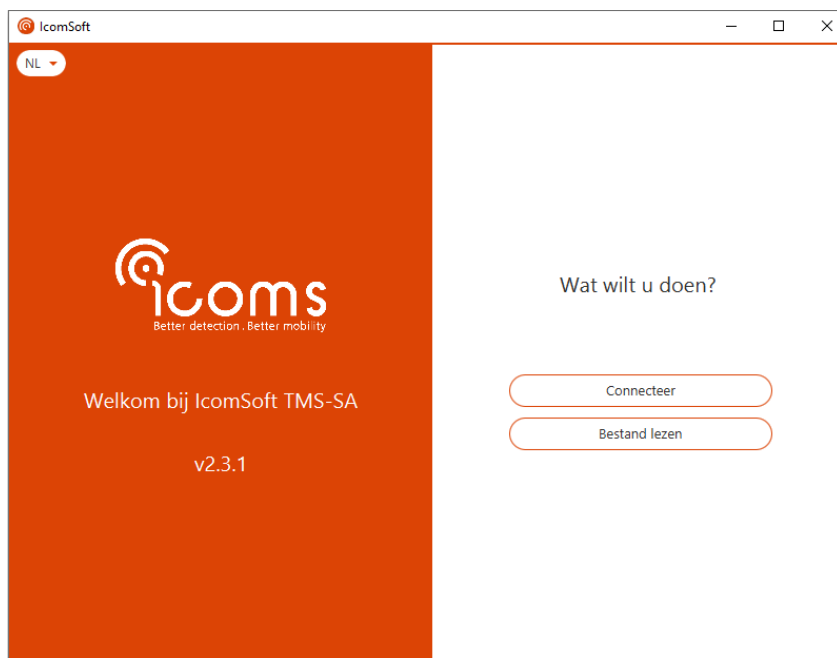 IcomSoft
NL
icoms
Better detection . Better mobility
Welkom bij IcomSoft TMS-SA
v2.3.1
Wat wilt u doen?
Connecteer
Bestand lezen